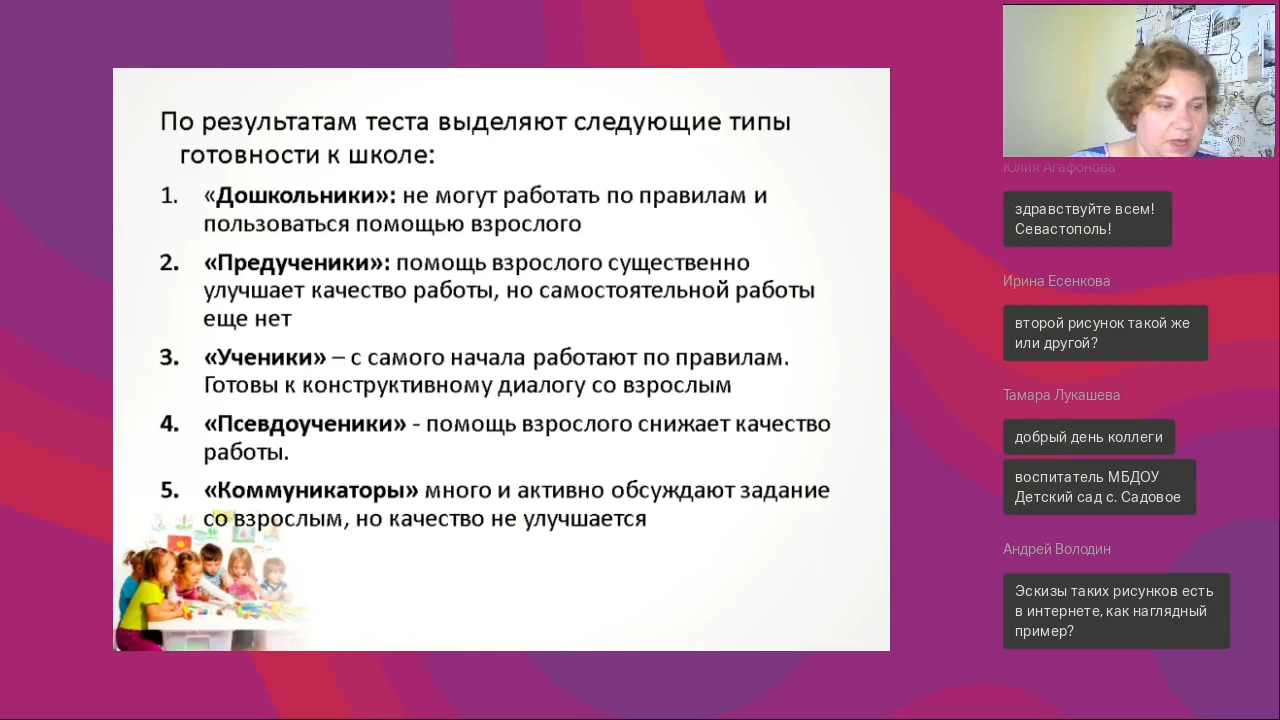 По результатам теста выделяют следующие типы
готовности к школе:
1. «Дошкольники»: не могут работать по правилам и
пользоваться помощью взрослого
2. «Предученики»: помощь взрослого существенно
улучшает качество работы, но самостоятельной работы
еще нет
3. «Ученики» – с самого начала работают по правилам.
Готовы к конструктивному диалогу со взрослым
4. «Псевдоученики» - помощь взрослого снижает качество
работы.
5. «Коммуникаторы» много и активно обсуждают задание
со взрослым, но качество не улучшается
Юлия Агафонова
здравствуйте всем!
Севастополь!
Ирина Есенкова
второй рисунок такой же
или другой?
Тамара Лукашева
добрый день коллеги
воспитатель МБДОУ
Детский сад с. Садовое
Андрей Володин
Эскизы таких рисунков есть
в интернете, как наглядный
пример?